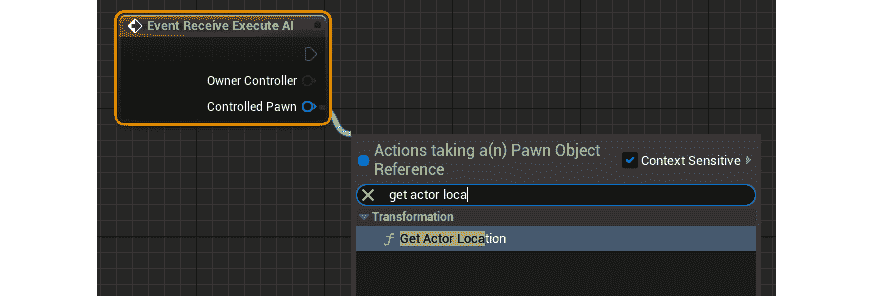 Event Receive Execute AI
Owner Controller
Controlled Pawn
Actions taking a(n) Pawn Object
Reference
Context Sensitive
get actor loca
Transformation
f Get Actor Location